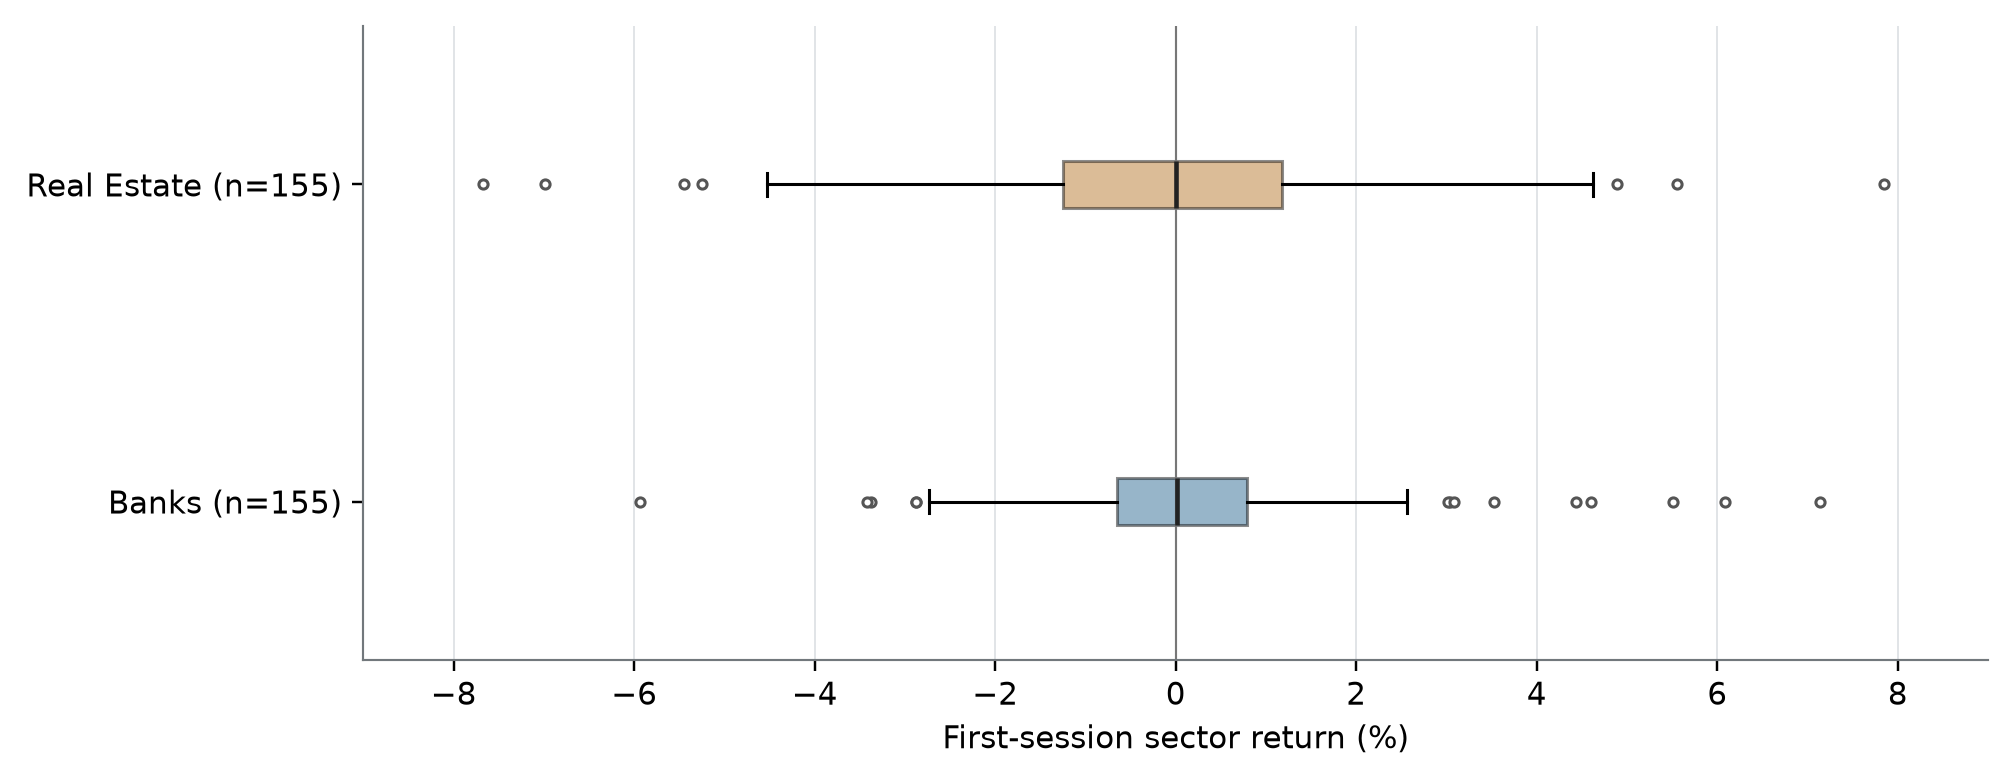 Real Estate (n=155)
Banks (n=155)
−8 −6 −4 −2 0 2 4 6 8
First-session sector return (%)